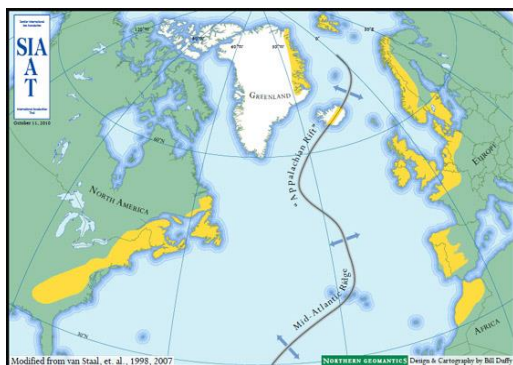 SIA
AT
October 11, 2010
GREENLAND
NORTH AMERICA
EUROPE
AFRICA
"Appalachian Rift"
Mid-Atlantic Ridge
Modified from van Staal, et. al., 1998, 2007
NORTHERN GEOMANTICS Design & Cartography by Bill Duffy